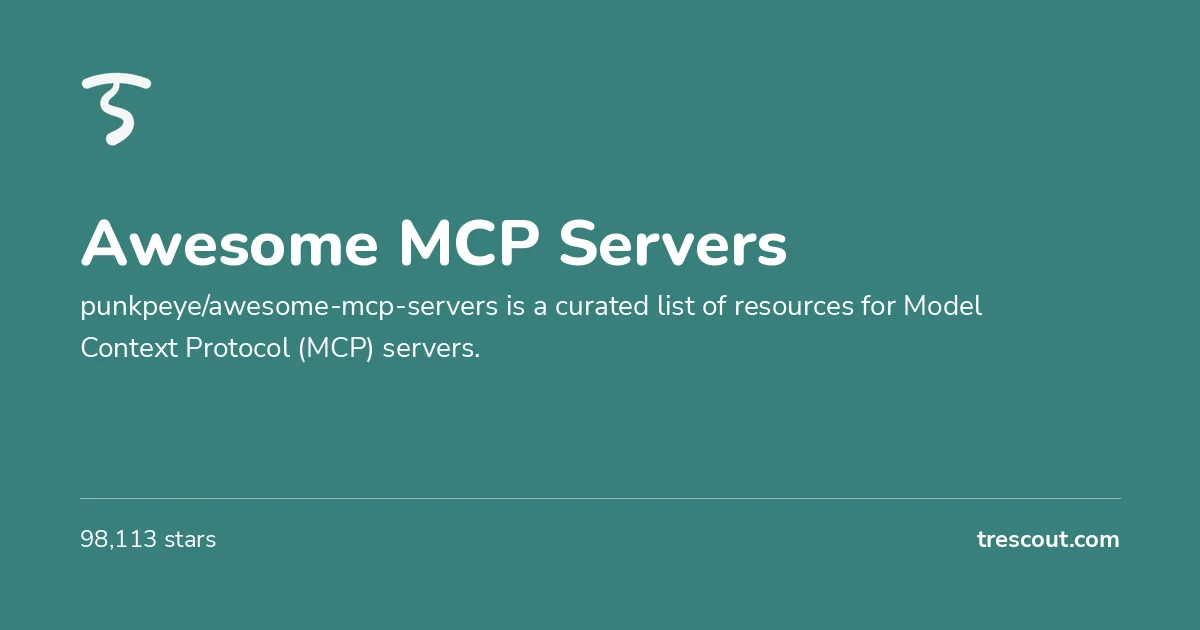 Awesome MCP Servers
punkpeye/awesome-mcp-servers is a curated list of resources for Model
Context Protocol (MCP) servers.
98,113 stars
trescout.com